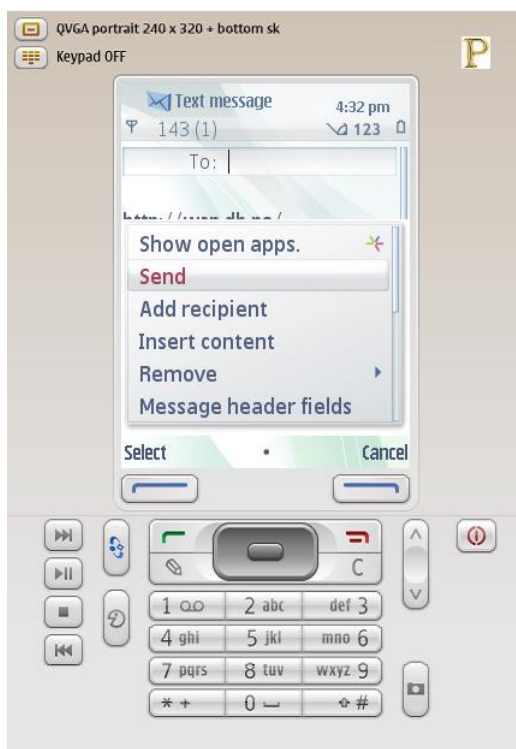 QVGA portrait 240 x 320 + bottom sk
Keypad OFF
P
Text message
4:32 pm
143 (1)
123
To:
Show open apps.
Send
Add recipient
Insert content
Remove
Message header fields
Select
Cancel
C
1
2 abc
def 3
4 ghi
5 jkl
mno 6
7 pqrs
8 tuv
wxyz 9
* +
0
#